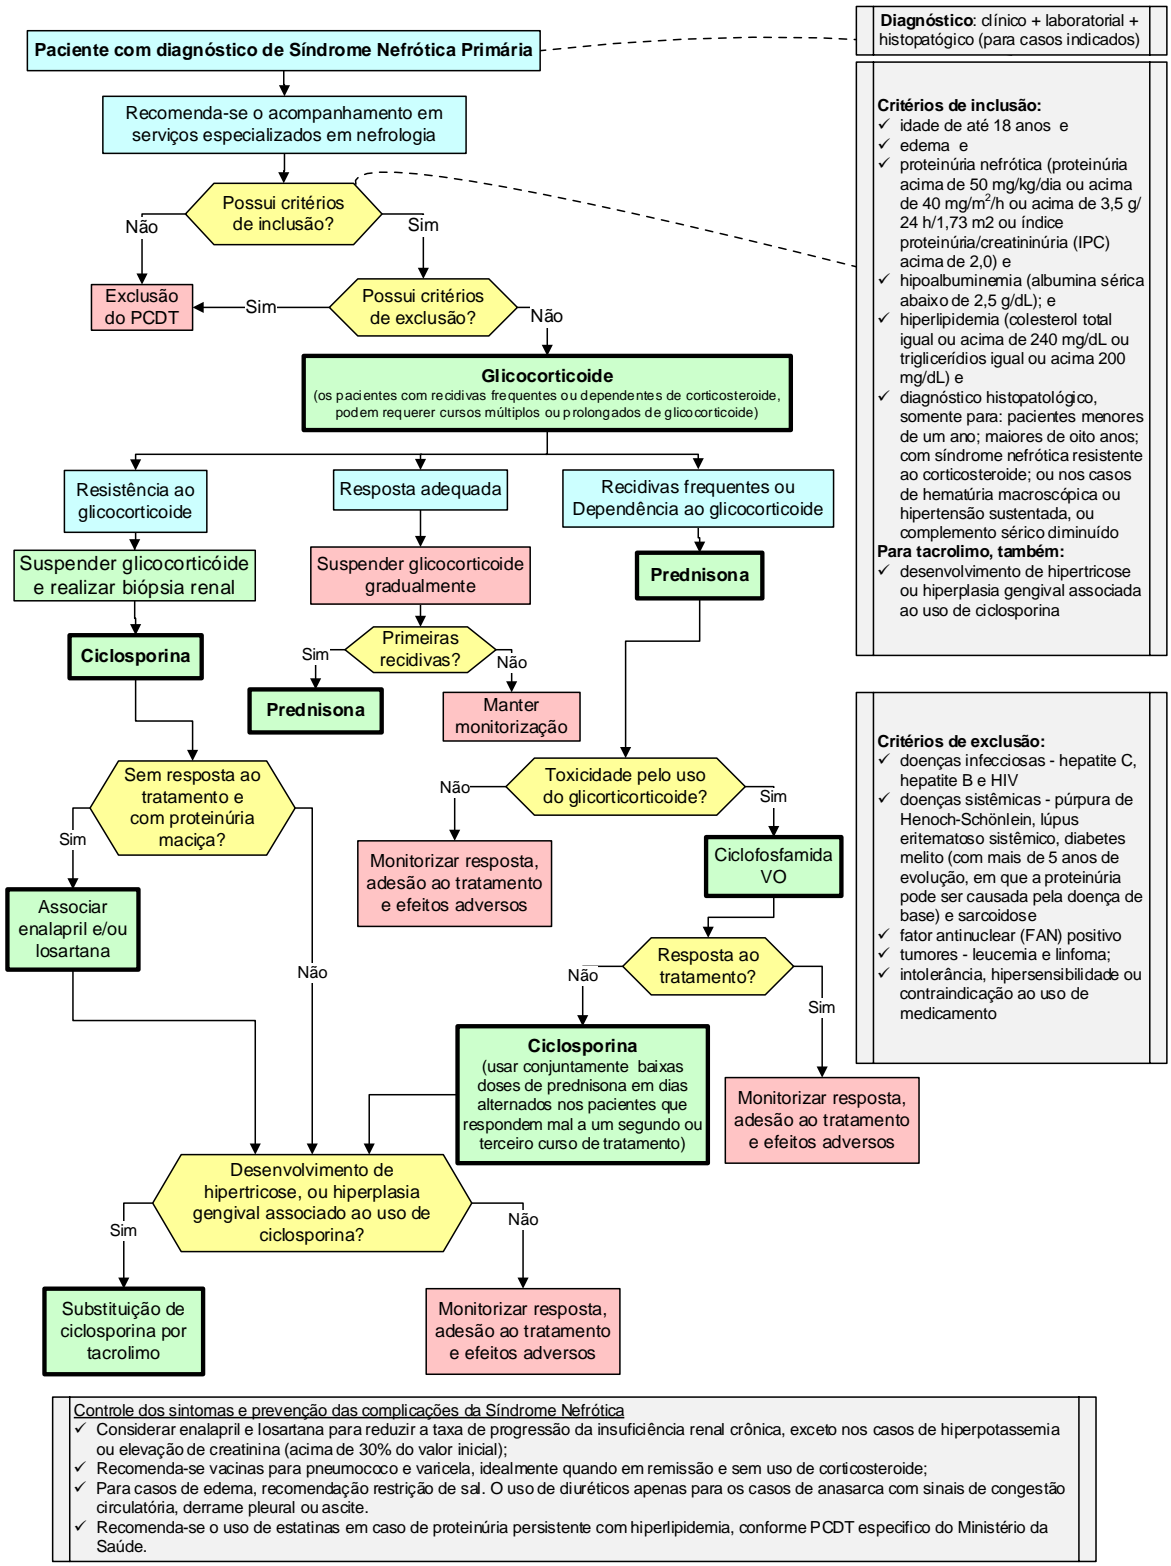 Paciente com diagnóstico de Síndrome Nefrótica Primária
Recomenda-se o acompanhamento em
serviços especializados em nefrologia
Possui critérios
de inclusão?
Não
Sim
Exclusão
do PCDT
Sim
Possui critérios
de exclusão?
Não
Glicocorticoide
(os pacientes com recidivas frequentes ou dependentes de corticosteroide,
podem requerer cursos múltiplos ou prolongados de glicocorticoide)
Resistência ao
glicocorticoide
Resposta adequada
Recidivas frequentes ou
Dependência ao glicocorticoide
Suspender glicocorticóide
e realizar biópsia renal
Suspender glicocorticoide
gradualmente
Prednisona
Ciclosporina
Primeiras
recidivas?
Sim
Não
Prednisona
Manter
monitorização
Sem resposta ao
tratamento e
com proteinúria
maciça?
Sim
Não
Associar
enalapril e/ou
losartana
Toxicidade pelo uso
do glicorticorticoide?
Não
Sim
Monitorizar resposta,
adesão ao tratamento
e efeitos adversos
Ciclofosfamida
VO
Resposta ao
tratamento?
Não
Sim
Ciclosporina
(usar conjuntamente baixas
doses de prednisona em dias
alternados nos pacientes que
respondem mal a um segundo ou
terceiro curso de tratamento)
Monitorizar resposta,
adesão ao tratamento
e efeitos adversos
Desenvolvimento de
hipertricose, ou hiperplasia
gengival associado ao uso de
ciclosporina?
Sim
Não
Substituição de
ciclosporina por
tacrolimo
Monitorizar resposta,
adesão ao tratamento
e efeitos adversos
Diagnóstico: clínico + laboratorial +
histopatógico (para casos indicados)
Critérios de inclusão:
✓ idade de até 18 anos e
✓ edema e
✓ proteinúria nefrótica (proteinúria
acima de 50 mg/kg/dia ou acima
de 40 mg/m²/h ou acima de 3,5 g/
24 h/1,73 m2 ou índice
proteinúria/creatininúria (IPC)
acima de 2,0) e
✓ hipoalbuminemia (albumina sérica
abaixo de 2,5 g/dL); e
✓ hiperlipidemia (colesterol total
igual ou acima de 240 mg/dL ou
triglicerídios igual ou acima 200
mg/dL) e
✓ diagnóstico histopatológico,
somente para: pacientes menores
de um ano; maiores de oito anos;
com síndrome nefrótica resistente
ao corticosteroide; ou nos casos
de hematúria macroscópica ou
hipertensão sustentada, ou
complemento sérico diminuído
Para tacrolimo, também:
✓ desenvolvimento de hipertricose
ou hiperplasia gengival associada
ao uso de ciclosporina
Critérios de exclusão:
✓ doenças infecciosas - hepatite C,
hepatite B e HIV
✓ doenças sistêmicas - púrpura de
Henoch-Schönlein, lúpus
eritematoso sistêmico, diabetes
melito (com mais de 5 anos de
evolução, em que a proteinúria
pode ser causada pela doença de
base) e sarcoidose
✓ fator antinuclear (FAN) positivo
✓ tumores - leucemia e linfoma;
✓ intolerância, hipersensibilidade ou
contraindicação ao uso de
medicamento
Controle dos sintomas e prevenção das complicações da Síndrome Nefrótica
✓ Considerar enalapril e losartana para reduzir a taxa de progressão da insuficiência renal crônica, exceto nos casos de hiperpotassemia
ou elevação de creatinina (acima de 30% do valor inicial);
✓ Recomenda-se vacinas para pneumococo e varicela, idealmente quando em remissão e sem uso de corticosteroide;
✓ Para casos de edema, recomendação restrição de sal. O uso de diuréticos apenas para os casos de anasarca com sinais de congestão
circulatória, derrame pleural ou ascite.
✓ Recomenda-se o uso de estatinas em caso de proteinúria persistente com hiperlipidemia, conforme PCDT especifico do Ministério da
Saúde.